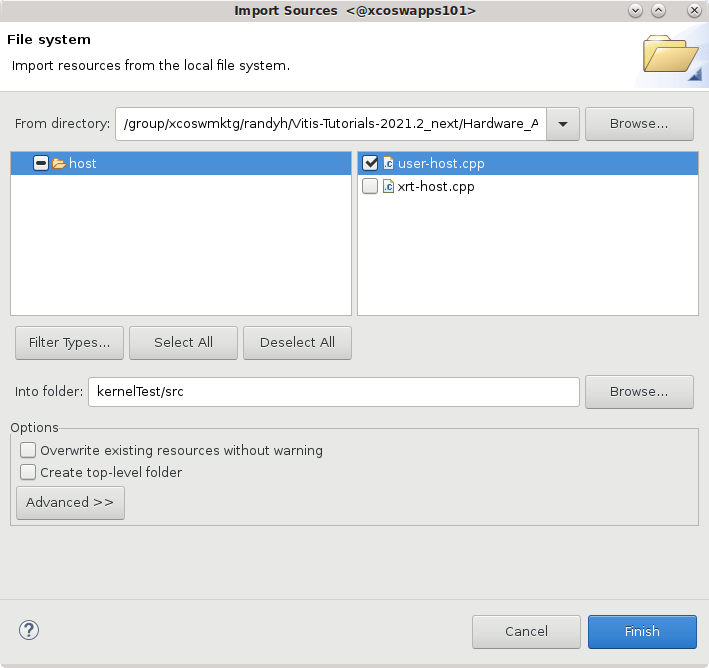 Import Sources <@xcoswapps101>
File system
Import resources from the local file system.
From directory: /group/xcoswmktg/randyh/Vitis-Tutorials-2021.2_next/Hardware_A Browse...
host
.c user-host.cpp
.c xrt-host.cpp
Filter Types... Select All Deselect All
Into folder: kernelTest/src Browse...
Options
Overwrite existing resources without warning
Create top-level folder
Advanced >>
? Cancel Finish